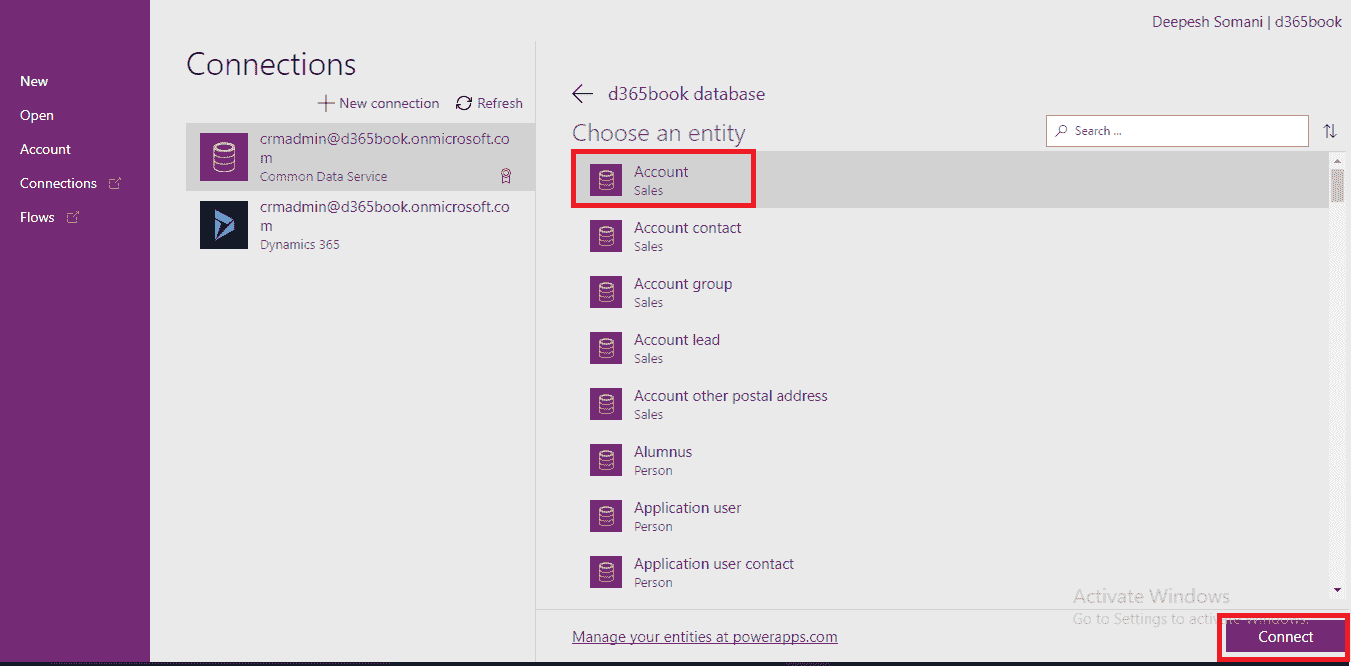 Deepesh Somani | d365book
New
Open
Account
Connections
Flows
Connections
New connection
Refresh
crmadmin@d365book.onmicrosoft.co
m
Common Data Service
crmadmin@d365book.onmicrosoft.co
m
Dynamics 365
d365book database
Choose an entity
Search ...
Account
Sales
Account contact
Sales
Account group
Sales
Account lead
Sales
Account other postal address
Sales
Alumnus
Person
Application user
Person
Application user contact
Person
Activate Windows
Go to Settings to activate Windows.
Manage your entities at powerapps.com
Connect